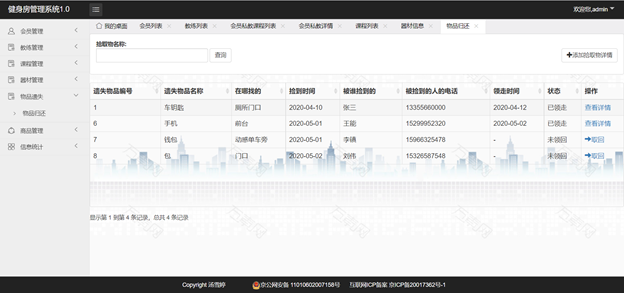 健身房管理系统1.0
欢迎您,admin
会员管理
教练管理
课程管理
器材管理
物品遗失
物品归还
商品管理
信息统计
我的桌面 会员列表 教练列表 会员私教课程列表 会员私教详情 课程列表 器材信息 物品归还
拾取物名称:
查询
添加拾取物详情
遗失物品编号 遗失物品名称 在哪找的 捡到时间 被谁捡到的 被捡到的人的电话 领走时间 状态 操作
1 车钥匙 厕所门口 2020-04-10 张三 13355660000 2020-04-12 已领走 查看详情
6 手机 前台 2020-05-01 王能 15299952320 2020-05-02 已领走 查看详情
7 钱包 动感单车旁 2020-05-01 李镇 15966325478 - 未领回 取回
8 包 门口 2020-05-02 刘伟 15326587548 - 未领回 取回
显示第 1 到第 4 条记录，总共 4 条记录
Copyright 汤雪婷 京公网安备 11010602007158号 互联网ICP备案 京ICP备20017362号-1